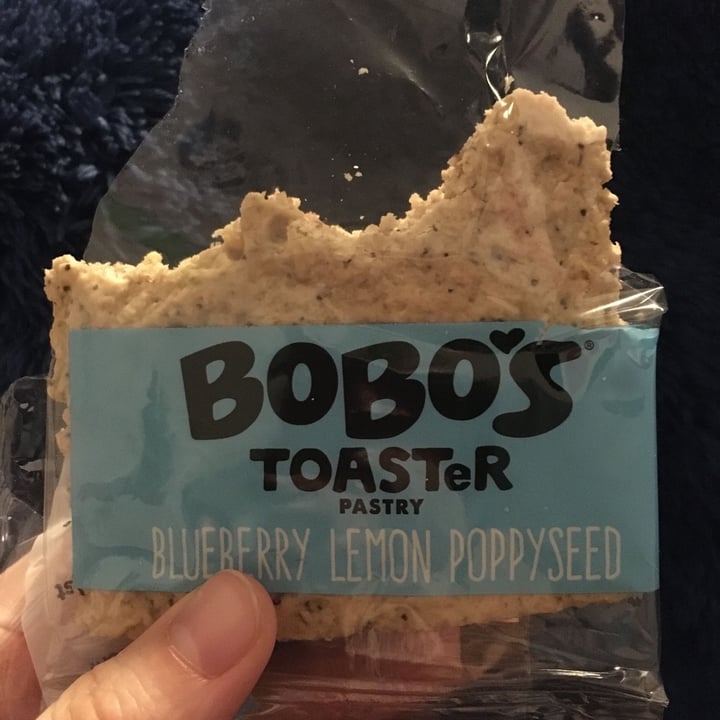 BOBO'S®
TOASTeR
PASTRY
BLUEBERRY LEMON POPPYSEED